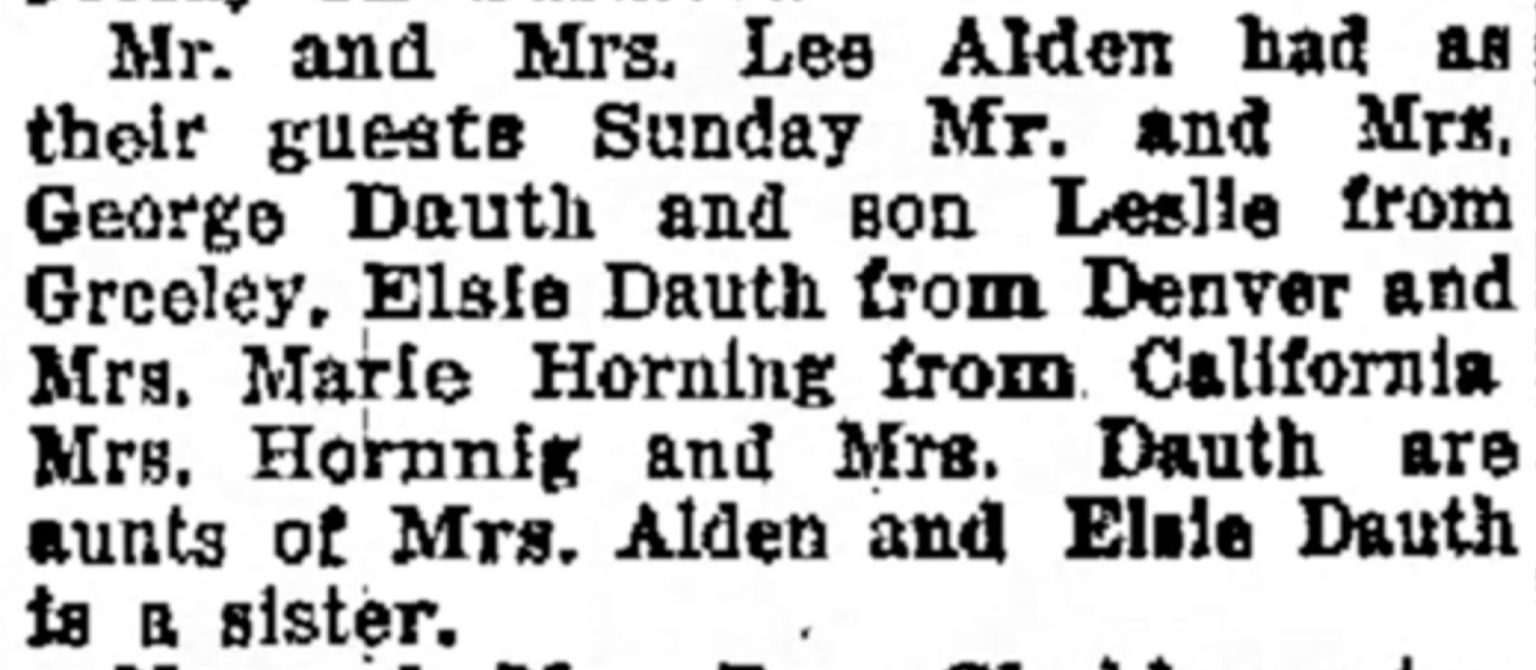 Mr. and Mrs. Les Alden had as
their guests Sunday Mr. and Mrs.
George Dauth and son Leslie from
Greeley, Elsie Dauth from Denver and
Mrs. Marie Horning from California
Mrs. Hornnig and Mrs. Dauth are
aunts of Mrs. Alden and Elsie Dauth
is a sister.